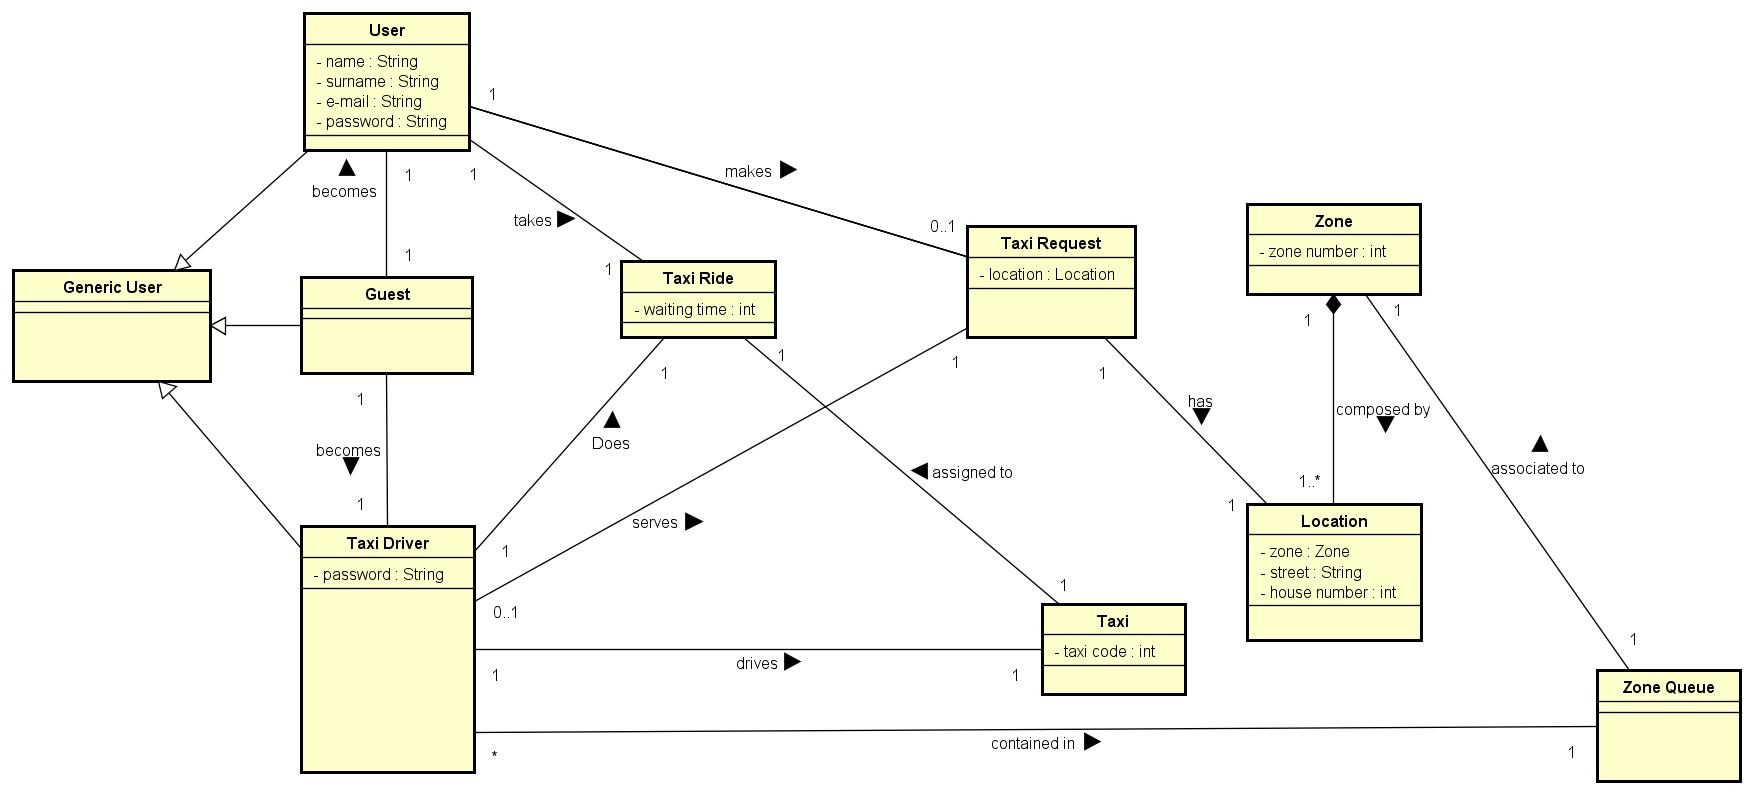 User
- name : String
- surname : String
- e-mail : String
- password : String
1
makes
0..1
becomes
1
1
takes
1
1
Generic User
Guest
Taxi Ride
- waiting time : int
Taxi Request
- location : Location
Zone
- zone number : int
1
1
1
becomes
1
1
Does
1
1
serves
0..1
1
assigned to
1
1
has
1
composed by
1..*
associated to
1
Taxi Driver
- password : String
Location
- zone : Zone
- street : String
- house number : int
Taxi
- taxi code : int
drives
1
1
Zone Queue
contained in
*
1